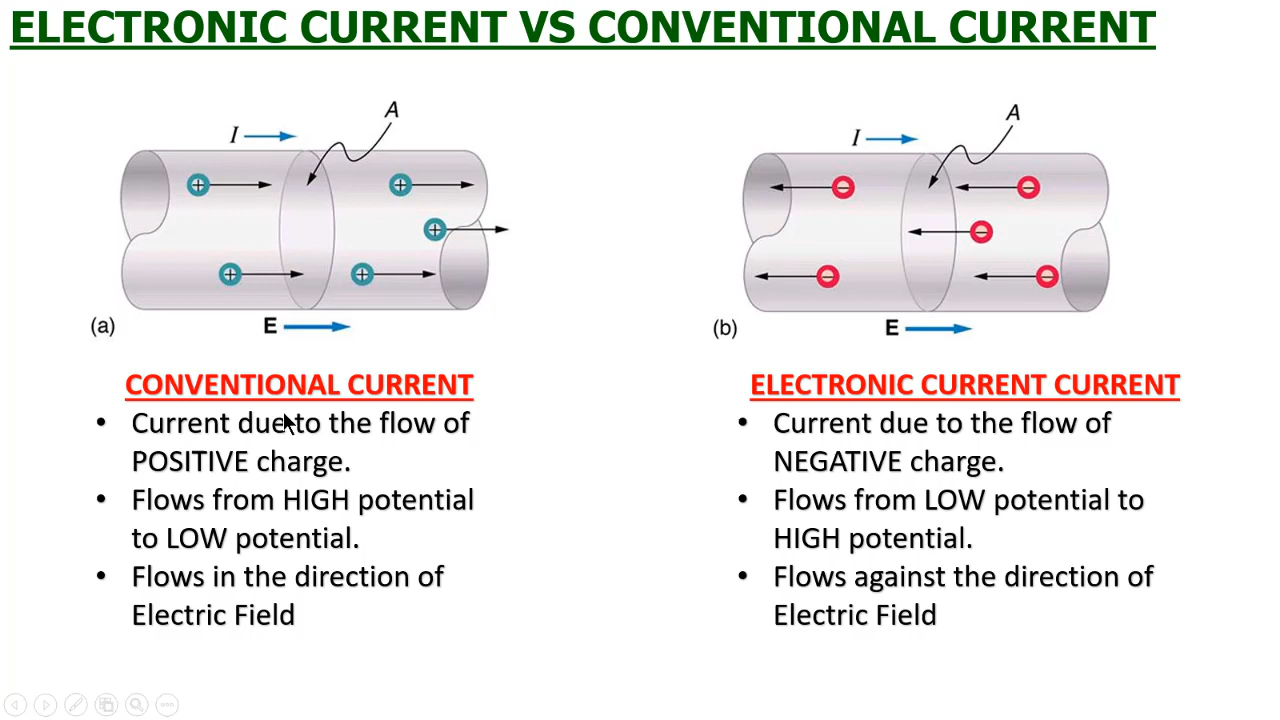 ELECTRONIC CURRENT VS CONVENTIONAL CURRENT
A
I
+
+
+
+
+
E
(a)
A
I
−
−
−
−
−
E
(b)
CONVENTIONAL CURRENT
• Current due to the flow of
POSITIVE charge.
• Flows from HIGH potential
to LOW potential.
• Flows in the direction of
Electric Field
ELECTRONIC CURRENT CURRENT
• Current due to the flow of
NEGATIVE charge.
• Flows from LOW potential to
HIGH potential.
• Flows against the direction of
Electric Field